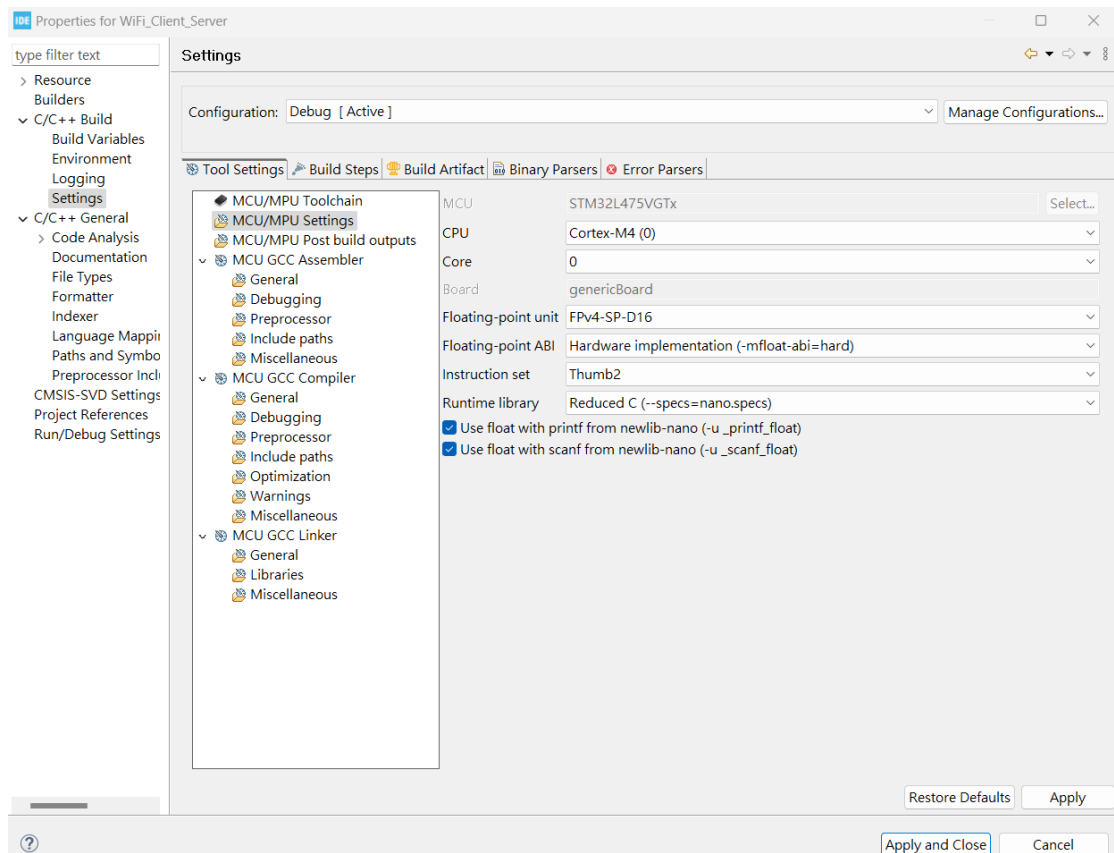 IDE Properties for WiFi_Client_Server
type filter text
Settings
Resource
Builders
C/C++ Build
Build Variables
Environment
Logging
Settings
C/C++ General
Code Analysis
Documentation
File Types
Formatter
Indexer
Language Mappin
Paths and Symbo
Preprocessor Incl
CMSIS-SVD Settings
Project References
Run/Debug Settings
Configuration: Debug [ Active ]
Manage Configurations...
Tool Settings Build Steps Build Artifact Binary Parsers Error Parsers
MCU/MPU Toolchain
MCU/MPU Settings
MCU/MPU Post build outputs
MCU GCC Assembler
General
Debugging
Preprocessor
Include paths
Miscellaneous
MCU GCC Compiler
General
Debugging
Preprocessor
Include paths
Optimization
Warnings
Miscellaneous
MCU GCC Linker
General
Libraries
Miscellaneous
MCU STM32L475VGTx Select...
CPU Cortex-M4 (0)
Core 0
Board genericBoard
Floating-point unit FPv4-SP-D16
Floating-point ABI Hardware implementation (-mfloat-abi=hard)
Instruction set Thumb2
Runtime library Reduced C (--specs=nano.specs)
Use float with printf from newlib-nano (-u _printf_float)
Use float with scanf from newlib-nano (-u _scanf_float)
Restore Defaults Apply
? Apply and Close Cancel